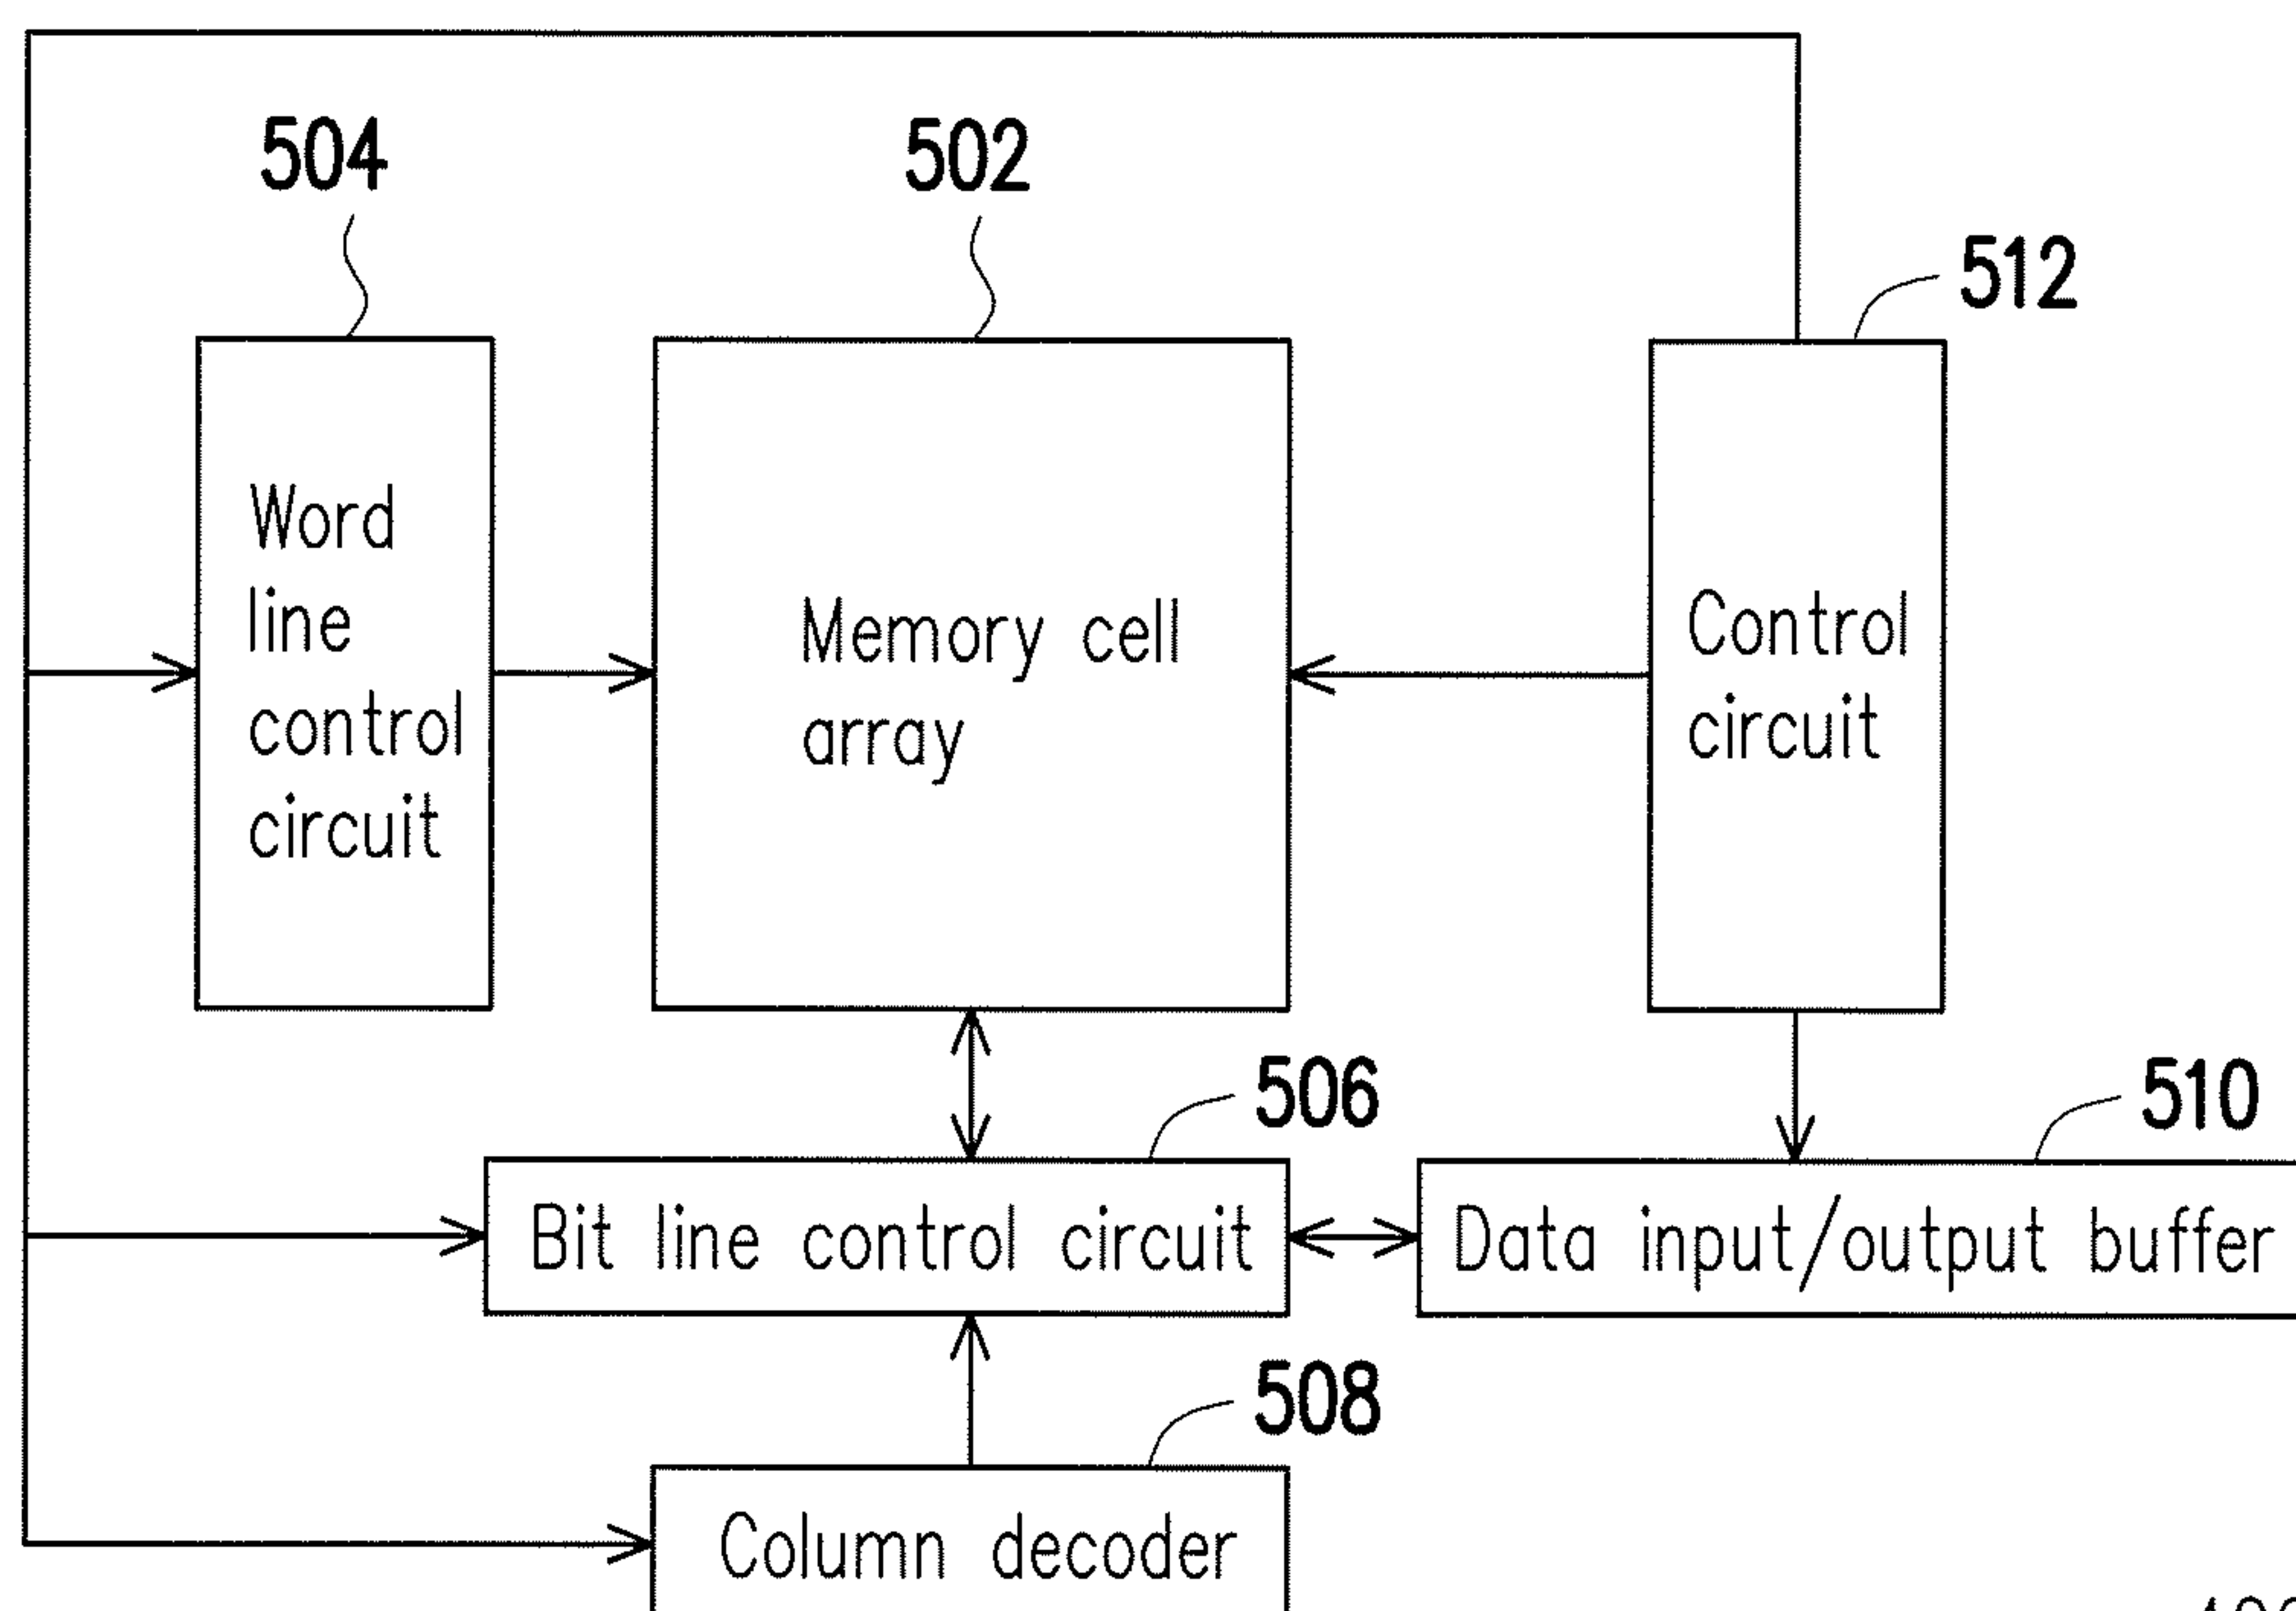 504
502
512
Word
line
control
circuit
Memory cell
array
Control
circuit
506
510
Bit line control circuit
Data input/output buffer
508
Column decoder